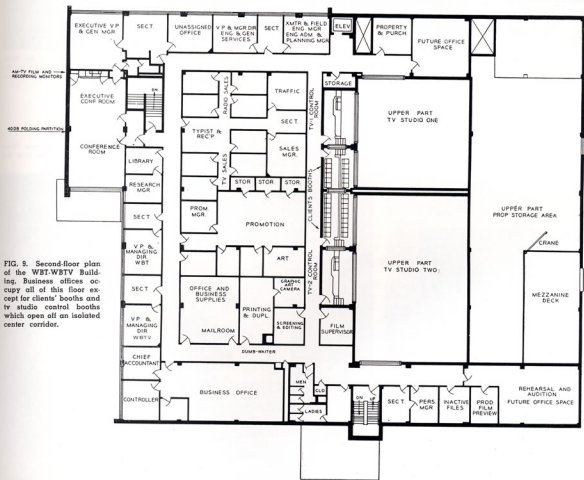 EXECUTIVE V.P.
& GEN MGR
SECT
UNASSIGNED
OFFICE
V.P. & MGR DIR
ENG & GEN
SERVICES
SECT
XMTR & FIELD
ENG MGR
ENG ADM &
PLANNING MGR
ELEV
PROPERTY
& PURCH.
FUTURE OFFICE
SPACE
AM-TV FILM AND
RECORDING MONITORS
EXECUTIVE
CONF ROOM
DN
40DB FOLDING PARTITION
CONFERENCE
ROOM
LIBRARY
RESEARCH
MGR
SECT
V.P. &
MANAGING
DIR
WBT
SECT
V.P. &
MANAGING
DIR
WBTV
CHIEF
ACCOUNTANT
CONTROLLER
RADIO SALES
TRAFFIC
SECT.
TYPIST &
RECP
TV SALES
SALES
MGR.
STOR
STOR.
STOR.
PROM
MGR
PROMOTION
ART
OFFICE AND
BUSINESS
SUPPLIES
MAILROOM
PRINTING
& DUPL.
GRAPHIC
ART
CAMERA
SCREENING
& EDITING
DUMB-WAITER
BUSINESS OFFICE
STORAGE
TV-1 CONTROL
ROOM
CLIENTS BOOTHS
TV-2 CONTROL
ROOM
FILM
SUPERVISOR
UPPER PART
TV STUDIO ONE
UPPER PART
TV STUDIO TWO
UPPER PART
PROP STORAGE AREA
CRANE
MEZZANINE
DECK
MEN
CLO
LADIES
DN
UP
SECT
PERS
MGR
INACTIVE
FILES
PROD
FILM
PREVIEW
REHEARSAL AND
AUDITION
FUTURE OFFICE SPACE
FIG. 9. Second-floor plan
of the WBT-WBTV Build-
ing. Business offices oc-
cupy all of this floor ex-
cept for clients' booths and
tv studio control booths
which open off an isolated
center corridor.